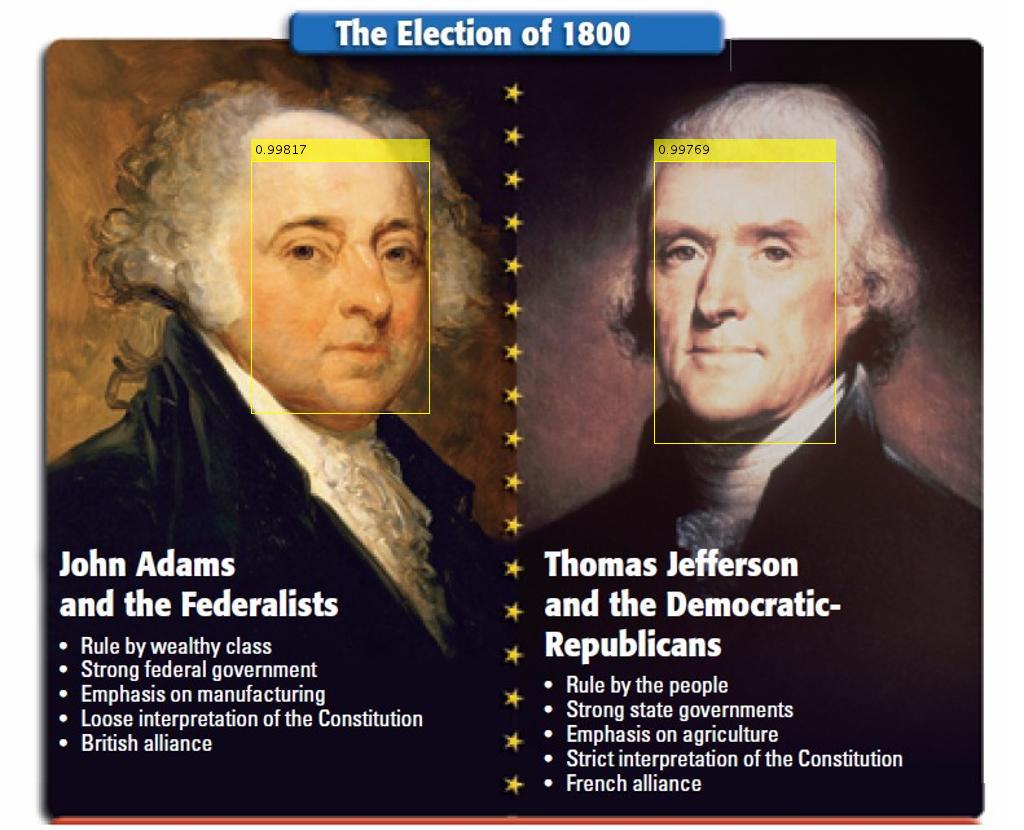 The Election of 1800
0.99817
0.99769
John Adams
and the Federalists
• Rule by wealthy class
• Strong federal government
• Emphasis on manufacturing
• Loose interpretation of the Constitution
• British alliance
Thomas Jefferson
and the Democratic-
Republicans
• Rule by the people
• Strong state governments
• Emphasis on agriculture
• Strict interpretation of the Constitution
• French alliance